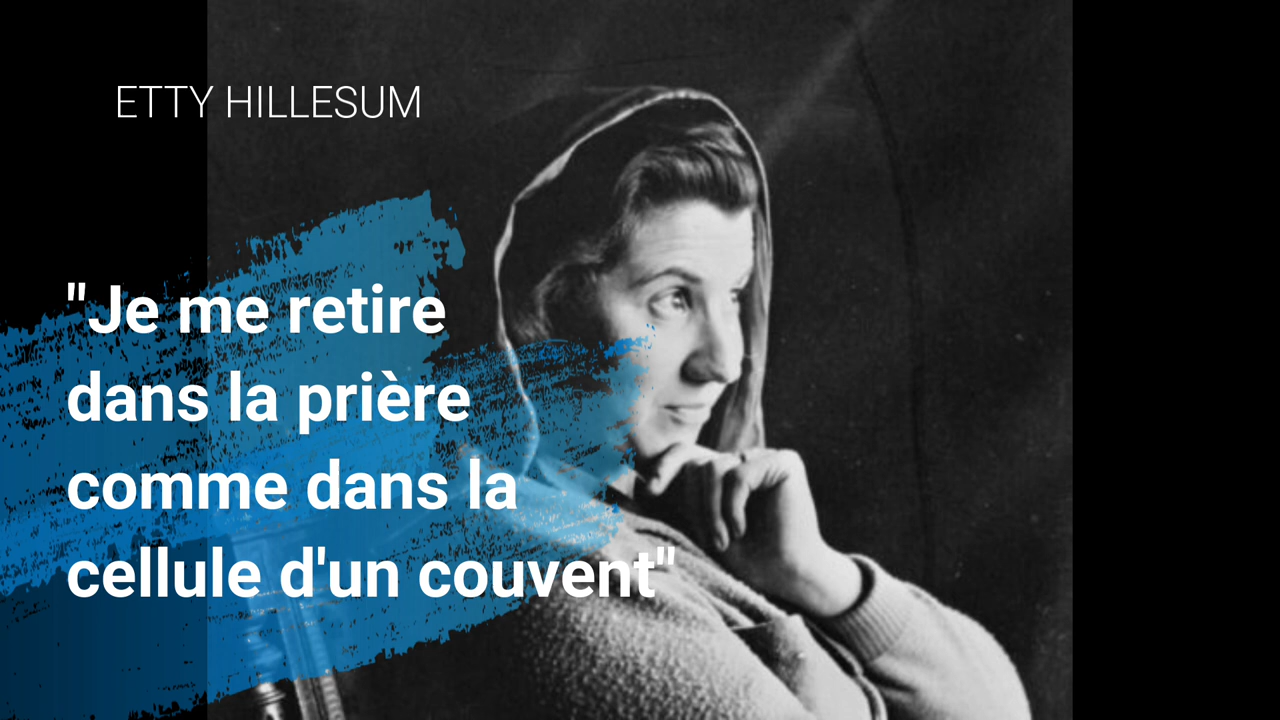 ETTY HILLESUM
"Je me retire
dans la prière
comme dans la
cellule d'un couvent"